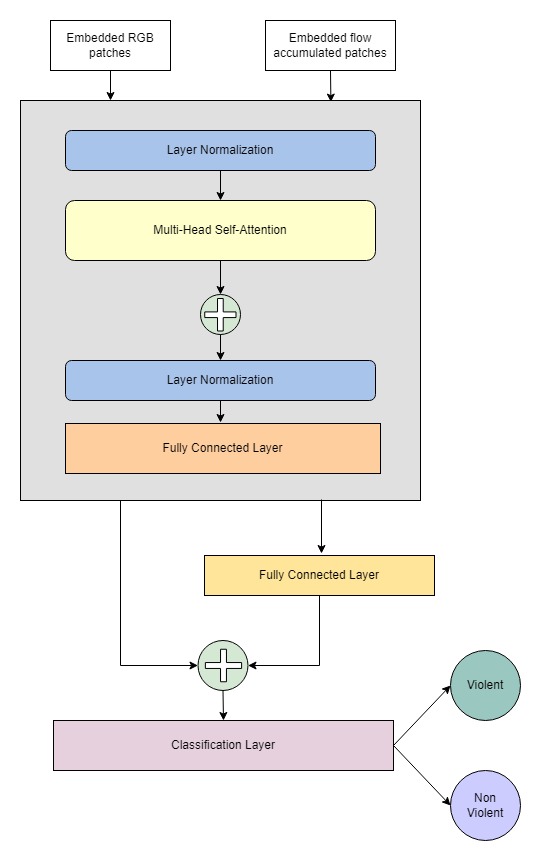 Embedded RGB
patches
Embedded flow
accumulated patches
Layer Normalization
Multi-Head Self-Attention
Layer Normalization
Fully Connected Layer
Fully Connected Layer
Violent
Classification Layer
Non
Violent